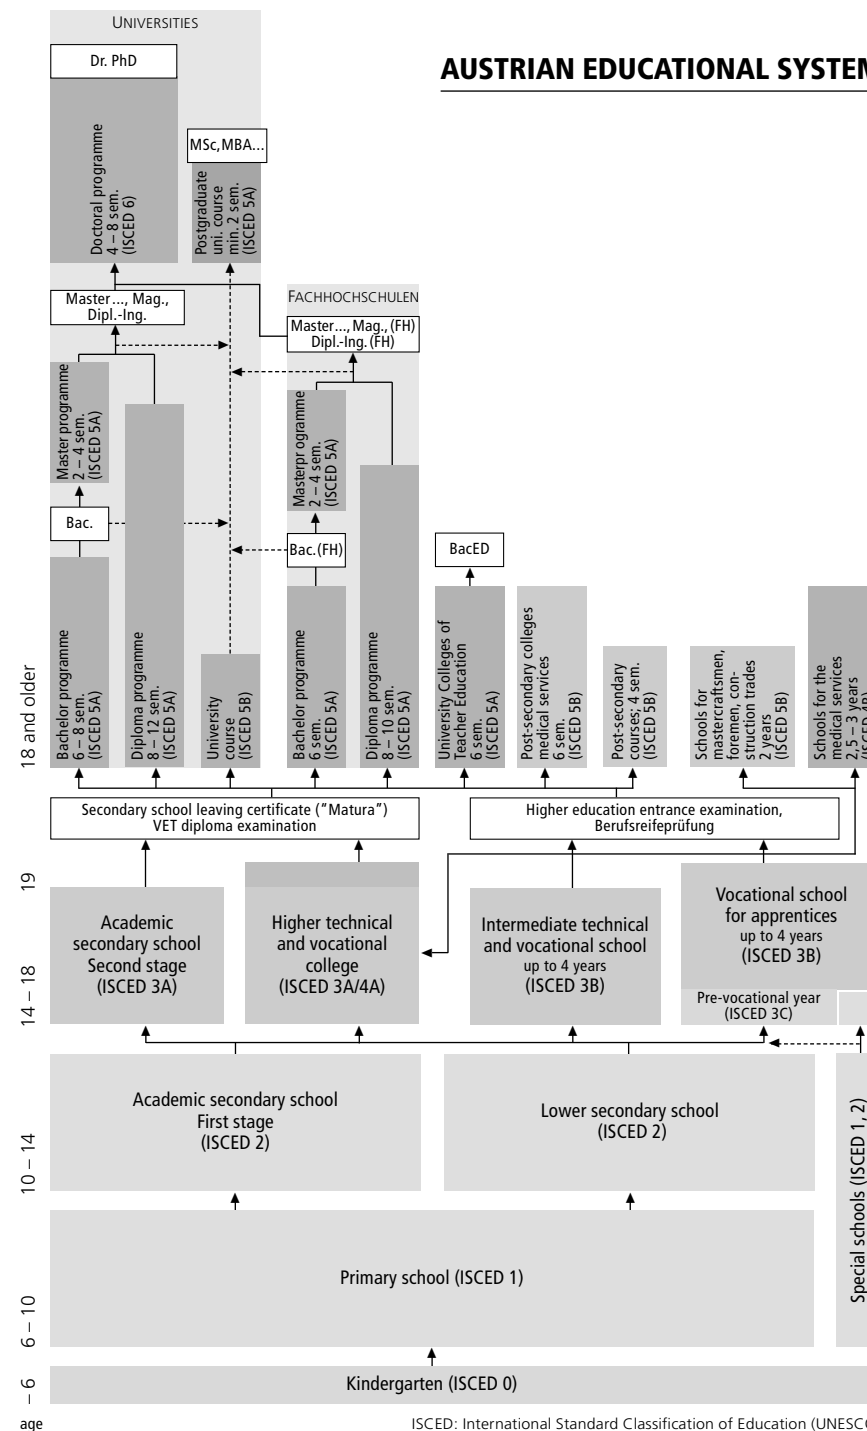 UNIVERSITIES
AUSTRIAN EDUCATIONAL SYSTEM
Dr. PhD
Doctoral programme
4 – 8 sem.
(ISCED 6)
MSc, MBA...
Postgraduate
uni. course
min. 2 sem.
(ISCED 5A)
Master..., Mag.,
Dipl.-Ing.
FACHHOCHSCHULEN
Master..., Mag., (FH)
Dipl.-Ing. (FH)
Master programme
2 – 4 sem.
(ISCED 5A)
Masterpr ogramme
2 – 4 sem.
(ISCED 5A)
Bac.
Bac. (FH)
BacED
18 and older
Bachelor programme
6 – 8 sem.
(ISCED 5A)
Diploma programme
8 – 12 sem.
(ISCED 5A)
University
course
(ISCED 5B)
Bachelor programme
6 sem.
(ISCED 5A)
Diploma programme
8 – 10 sem.
(ISCED 5A)
University Colleges of
Teacher Education
6 sem.
(ISCED 5A)
Post-secondary colleges
medical services
6 sem.
(ISCED 5B)
Post-secondary
courses; 4 sem.
(ISCED 5B)
Schools for
mastercraftsmen,
foremen, con-
struction trades
2 years
(ISCED 5B)
Schools for the
medical services
2,5 – 3 years
(ISCED 4B)
Secondary school leaving certificate ("Matura")
VET diploma examination
Higher education entrance examination,
Berufsreifeprüfung
19
14 – 18
Academic
secondary school
Second stage
(ISCED 3A)
Higher technical
and vocational
college
(ISCED 3A/4A)
Intermediate technical
and vocational school
up to 4 years
(ISCED 3B)
Vocational school
for apprentices
up to 4 years
(ISCED 3B)
Pre-vocational year
(ISCED 3C)
10 – 14
Academic secondary school
First stage
(ISCED 2)
Lower secondary school
(ISCED 2)
Special schools (ISCED 1, 2)
6 – 10
Primary school (ISCED 1)
– 6
Kindergarten (ISCED 0)
age
ISCED: International Standard Classification of Education (UNESCO